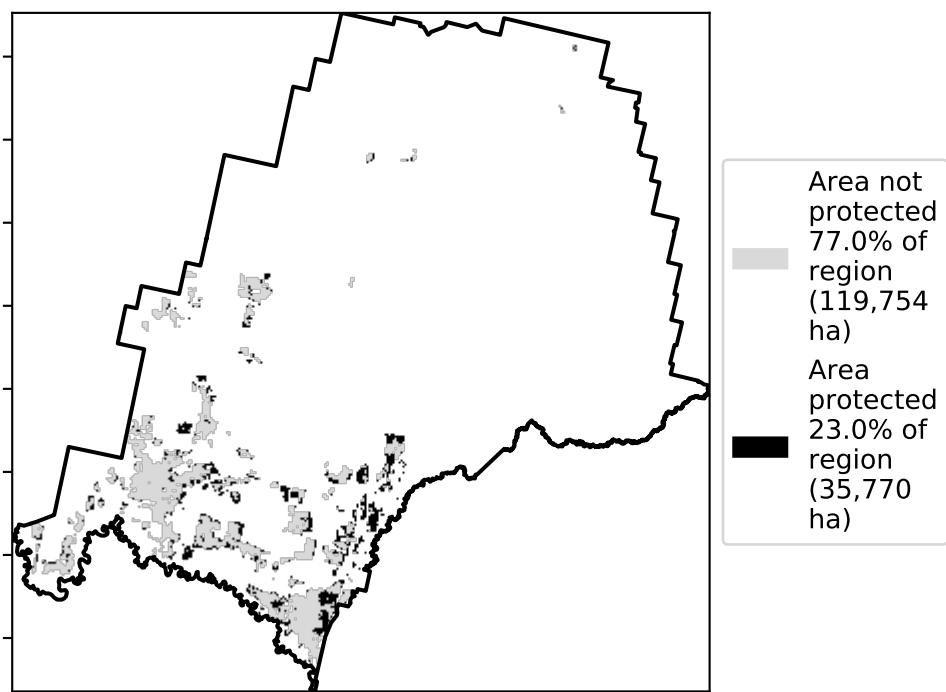 Area not
protected
77.0% of
region
(119,754
ha)
Area
protected
23.0% of
region
(35,770
ha)